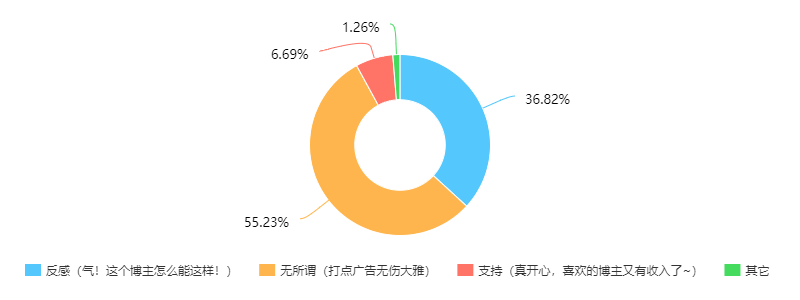 1.26%
6.69%
36.82%
55.23%
反感（气！这个博主怎么能这样！）
无所谓（打点广告无伤大雅）
支持（真开心，喜欢的博主又有收入了~）
其它